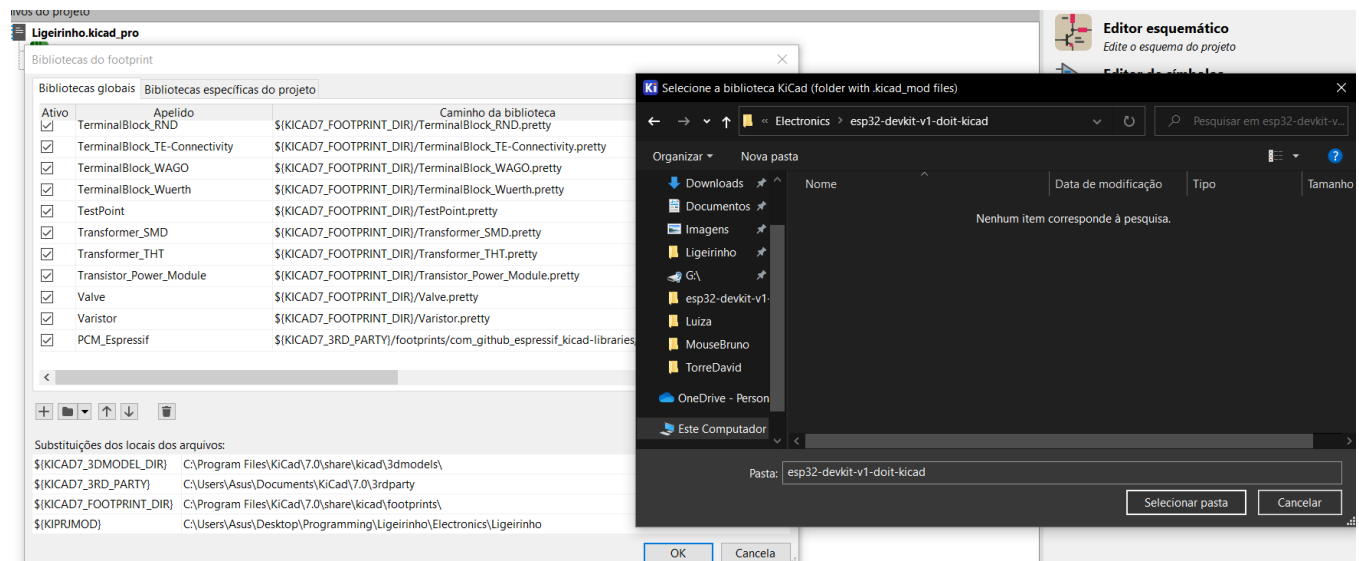 ivos do projeto
Ligeirinho.kicad_pro
Bibliotecas do footprint
Bibliotecas globais Bibliotecas específicas do projeto
Ativo Apelido Caminho da biblioteca
TerminalBlock_RND ${KICAD7_FOOTPRINT_DIR}/TerminalBlock_RND.pretty
TerminalBlock_TE-Connectivity ${KICAD7_FOOTPRINT_DIR}/TerminalBlock_TE-Connectivity.pretty
TerminalBlock_WAGO ${KICAD7_FOOTPRINT_DIR}/TerminalBlock_WAGO.pretty
TerminalBlock_Wuerth ${KICAD7_FOOTPRINT_DIR}/TerminalBlock_Wuerth.pretty
TestPoint ${KICAD7_FOOTPRINT_DIR}/TestPoint.pretty
Transformer_SMD ${KICAD7_FOOTPRINT_DIR}/Transformer_SMD.pretty
Transformer_THT ${KICAD7_FOOTPRINT_DIR}/Transformer_THT.pretty
Transistor_Power_Module ${KICAD7_FOOTPRINT_DIR}/Transistor_Power_Module.pretty
Valve ${KICAD7_FOOTPRINT_DIR}/Valve.pretty
Varistor ${KICAD7_FOOTPRINT_DIR}/Varistor.pretty
PCM_Espressif ${KICAD7_3RD_PARTY}/footprints/com_github_espressif_kicad-libraries/
Substituições dos locais dos arquivos:
${KICAD7_3DMODEL_DIR} C:\Program Files\KiCad\7.0\share\kicad\3dmodels\
${KICAD7_3RD_PARTY} C:\Users\Asus\Documents\KiCad\7.0\3rdparty
${KICAD7_FOOTPRINT_DIR} C:\Program Files\KiCad\7.0\share\kicad\footprints\
${KIPRJMOD} C:\Users\Asus\Desktop\Programming\Ligeirinho\Electronics\Ligeirinho
OK Cancela
Editor esquemático
Edite o esquema do projeto
Editor de símbolos
Ki Selecione a biblioteca KiCad (folder with .kicad_mod files)
« Electronics > esp32-devkit-v1-doit-kicad
Pesquisar em esp32-devkit-v...
Organizar Nova pasta
Nome Data de modificação Tipo Tamanho
Nenhum item corresponde à pesquisa.
Downloads
Documentos
Imagens
Ligeirinho
G:\
esp32-devkit-v1-
Luiza
MouseBruno
TorreDavid
OneDrive - Person
Este Computador
Pasta: esp32-devkit-v1-doit-kicad
Selecionar pasta Cancelar